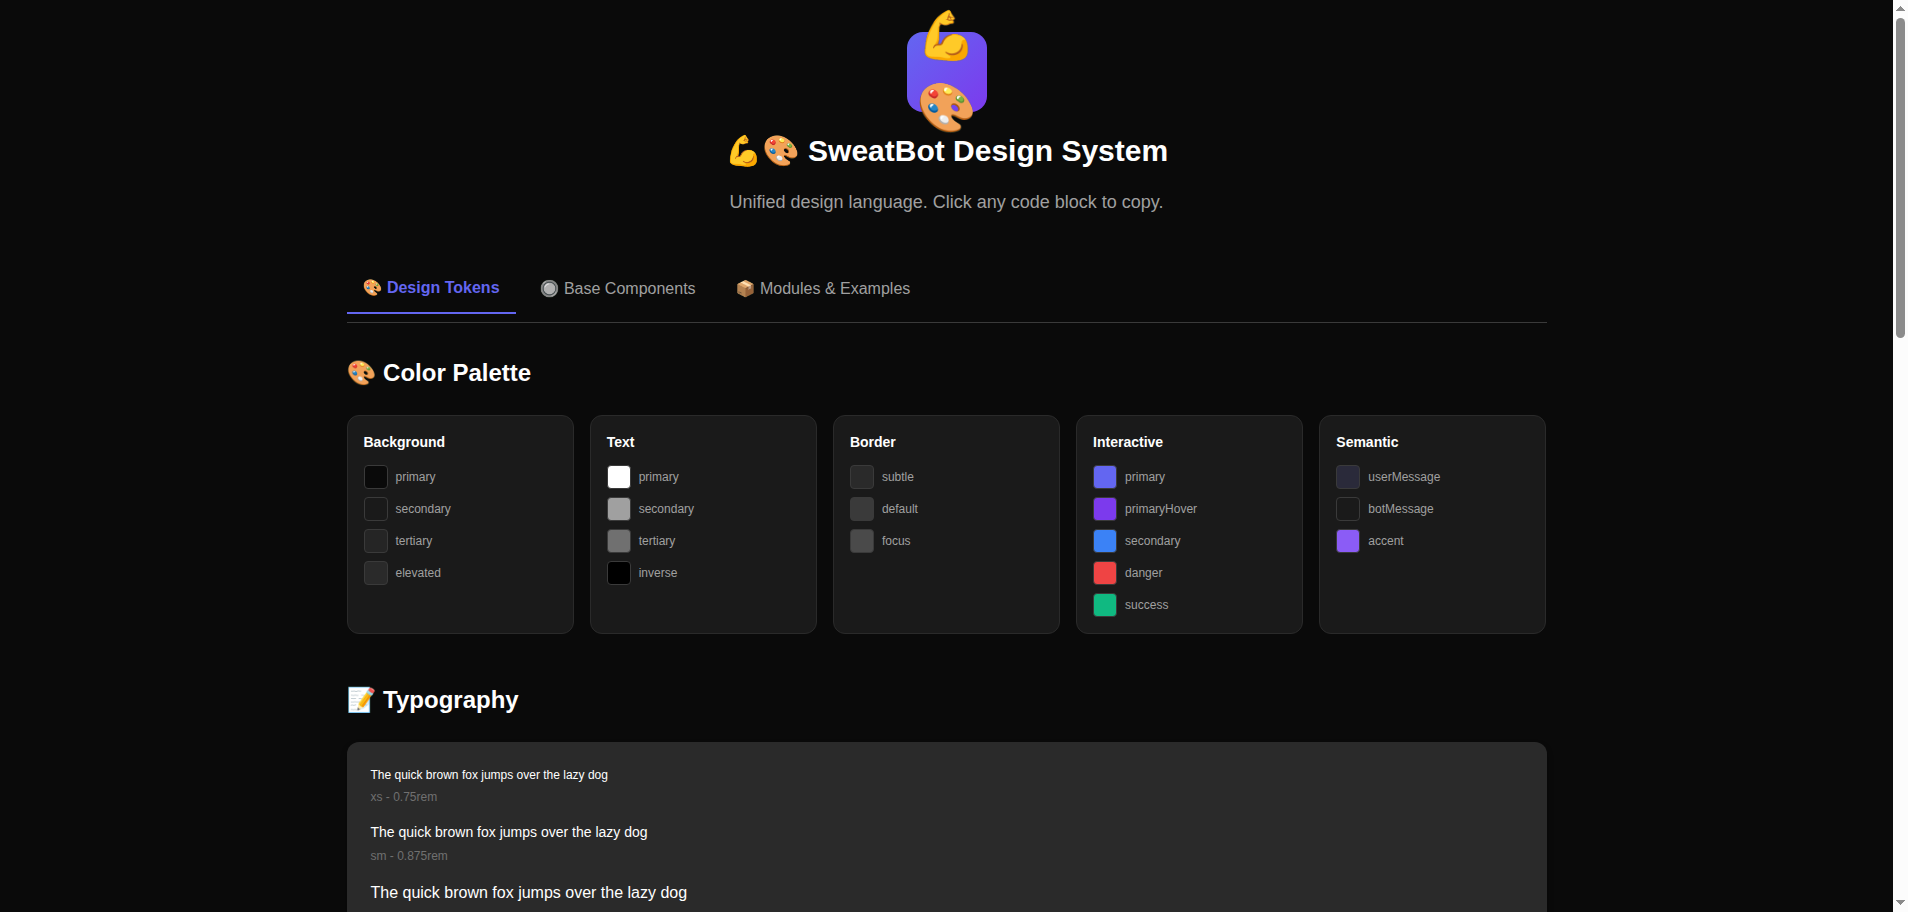 💪🎨 SweatBot Design System
Unified design language. Click any code block to copy.
🎨 Design Tokens
🔘 Base Components
📦 Modules & Examples
🎨 Color Palette
Background
primary
secondary
tertiary
elevated
Text
primary
secondary
tertiary
inverse
Border
subtle
default
focus
Interactive
primary
primaryHover
secondary
danger
success
Semantic
userMessage
botMessage
accent
📝 Typography
The quick brown fox jumps over the lazy dog
xs - 0.75rem
The quick brown fox jumps over the lazy dog
sm - 0.875rem
The quick brown fox jumps over the lazy dog